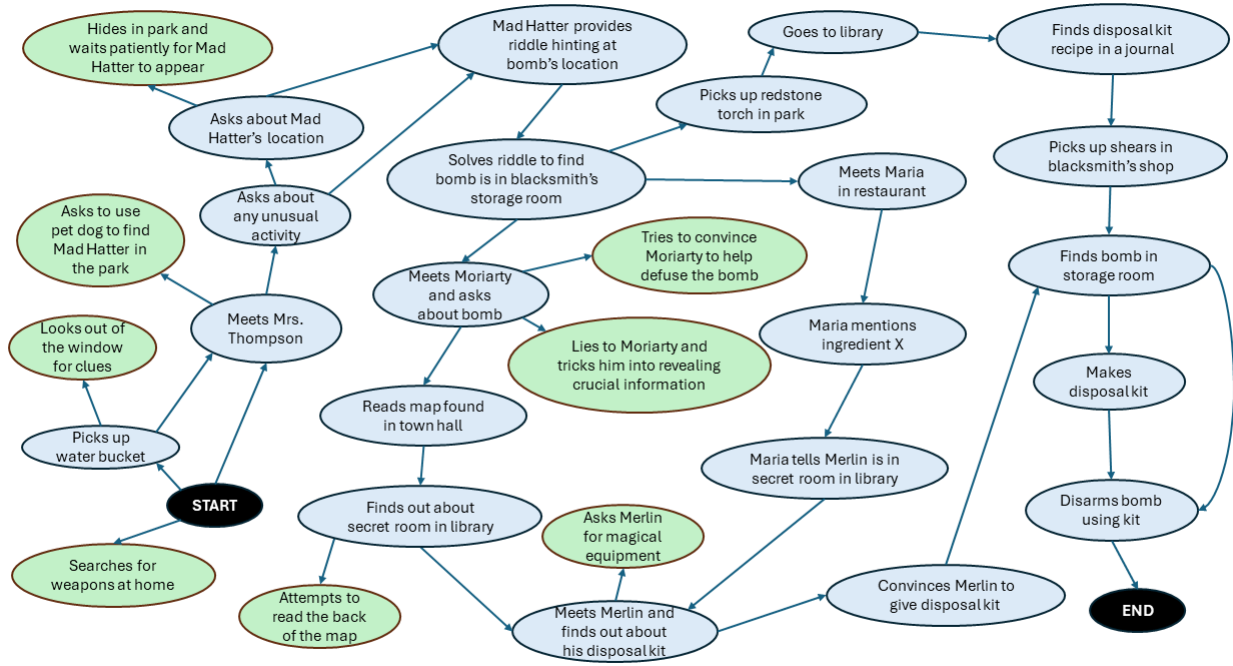 Hides in park and
waits patiently for Mad
Hatter to appear
Mad Hatter provides
riddle hinting at
bomb's location
Goes to library
Finds disposal kit
recipe in a journal
Asks about Mad
Hatter's location
Picks up redstone
torch in park
Picks up shears in
blacksmith's shop
Solves riddle to find
bomb is in blacksmith's
storage room
Meets Maria
in restaurant
Asks about
any unusual
activity
Asks to use
pet dog to find
Mad Hatter in
the park
Tries to convince
Moriarty to help
defuse the bomb
Finds bomb in
storage room
Meets Moriarty
and asks
about bomb
Meets Mrs.
Thompson
Looks out of
the window
for clues
Maria mentions
ingredient X
Lies to Moriarty and
tricks him into revealing
crucial information
Makes
disposal kit
Reads map found
in town hall
Picks up
water bucket
Maria tells Merlin is in
secret room in library
START
Finds out about
secret room in library
Disarms bomb
using kit
Asks Merlin
for magical
equipment
Searches for
weapons at home
Attempts to
read the back
of the map
Meets Merlin and
finds out about
his disposal kit
Convinces Merlin to
give disposal kit
END